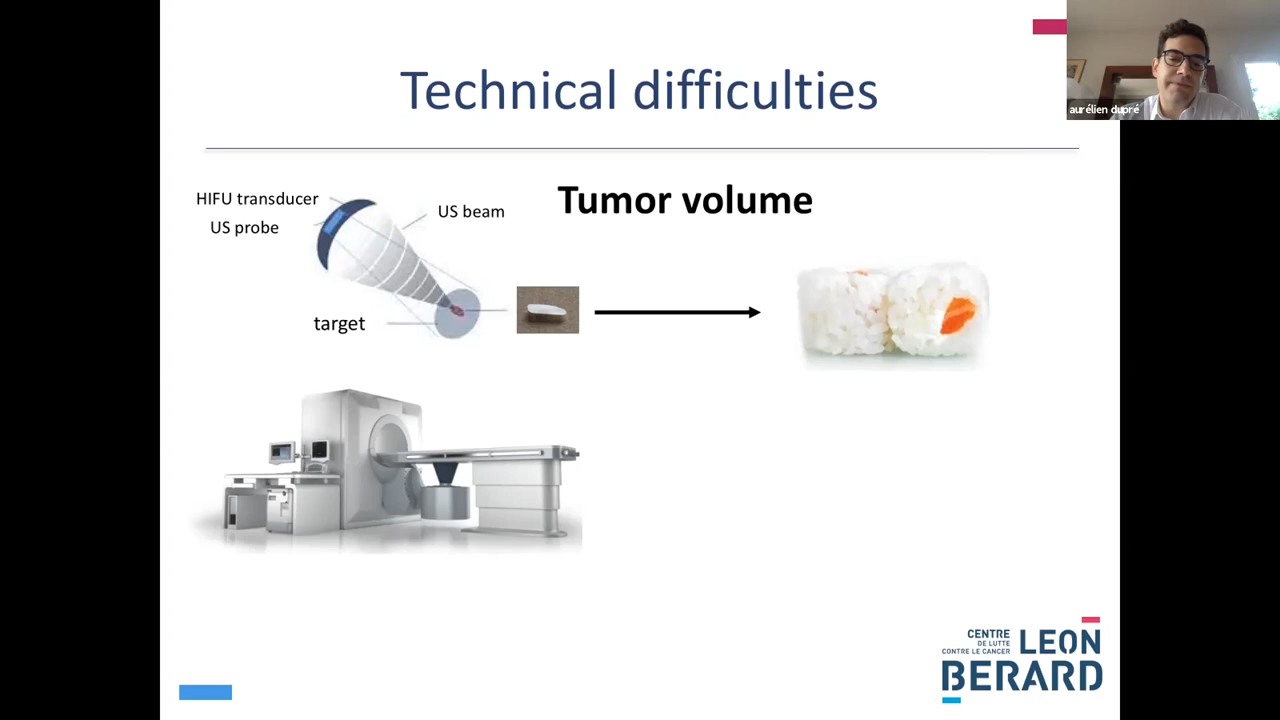 Technical difficulties
aurélien dupré
HIFU transducer
US probe
US beam
Tumor volume
target
CENTRE
DE LUTTE
CONTRE LE CANCER
LEON
BERARD